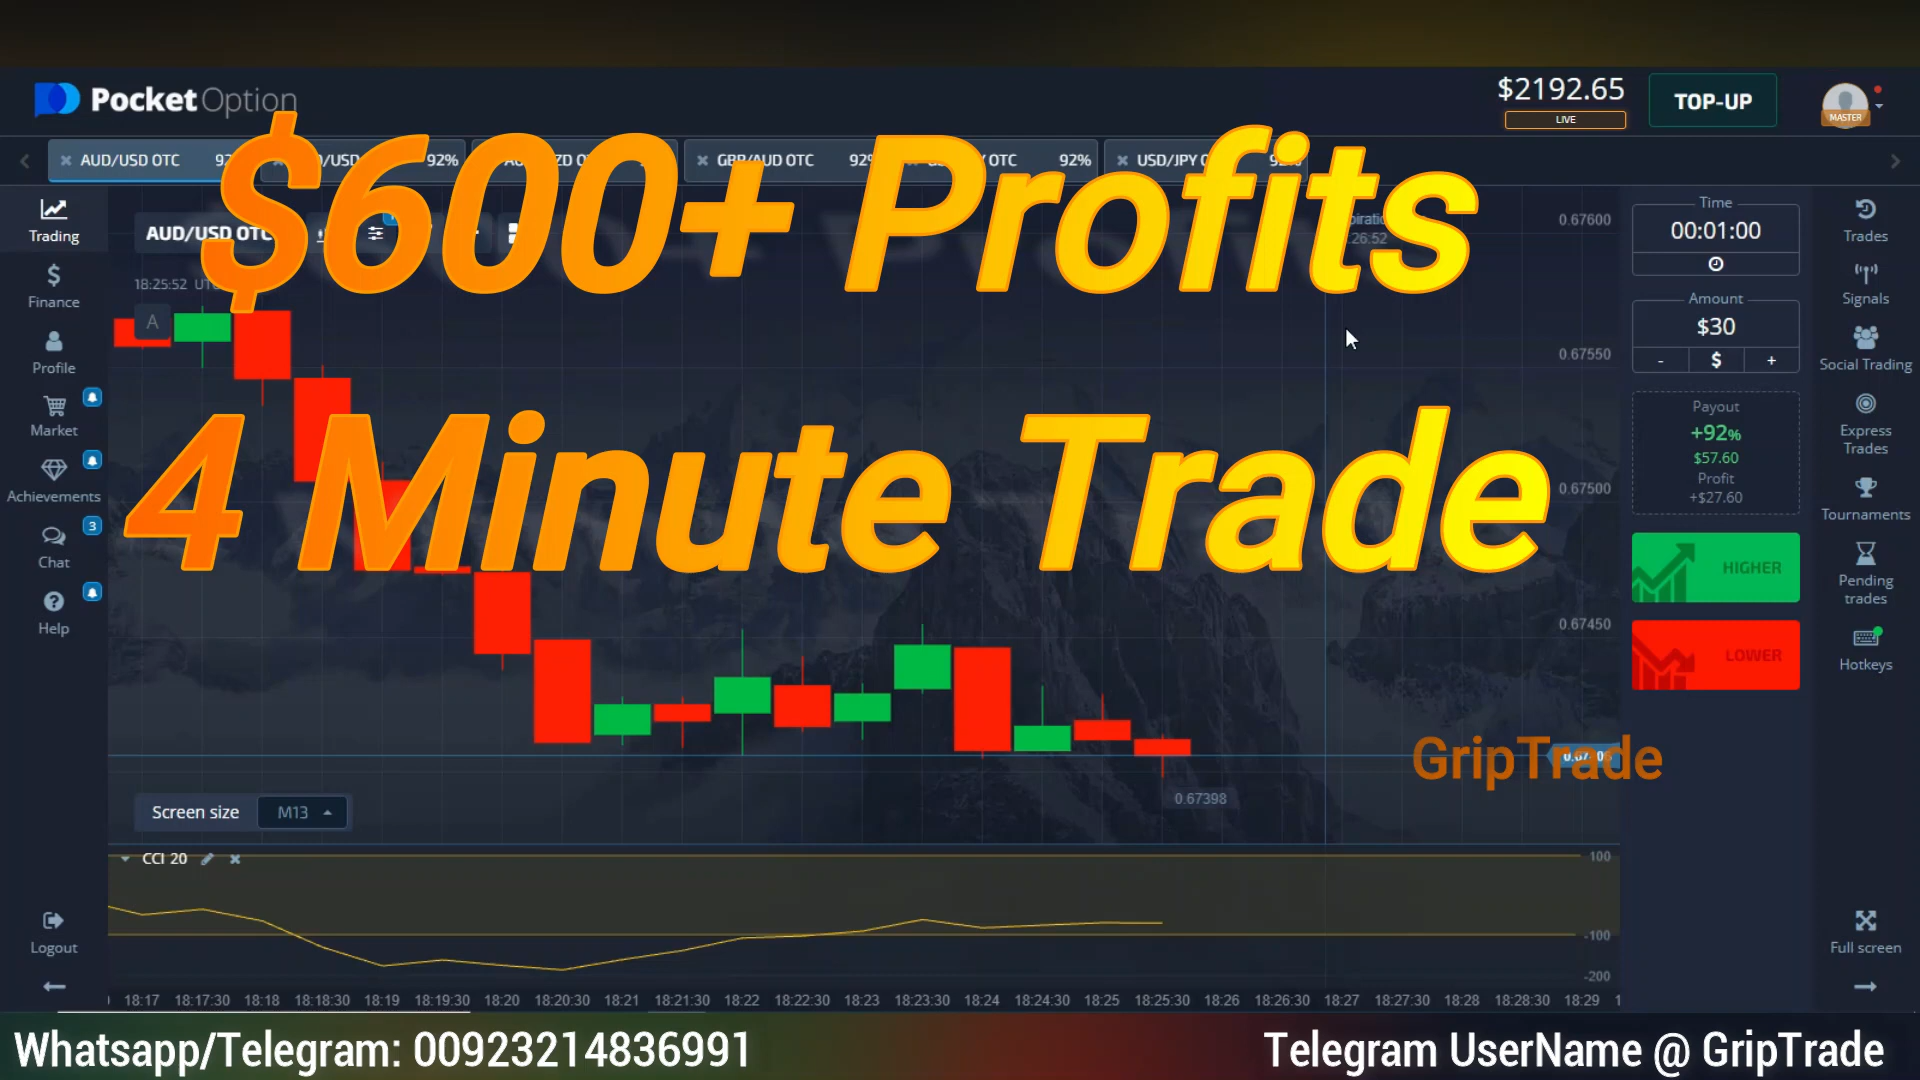 PocketOption
$2192.65
LIVE
TOP-UP
MASTER
AUD/USD OTC
92%
GBP/AUD OTC
92%
USD/JPY
$600+ Profits
4 Minute Trade
Trading
Finance
Profile
Market
Achievements
3
Chat
Help
Logout
AUD/USD OTC
18:25:52
A
0.67600
0.67550
0.67500
0.67450
0.67398
Screen size M13
CCI 20
100
-100
-200
18:17 18:17:30 18:18 18:18:30 18:19 18:19:30 18:20 18:20:30 18:21 18:21:30 18:22 18:22:30 18:23 18:23:30 18:24 18:24:30 18:25 18:25:30 18:26 18:26:30 18:27 18:27:30 18:28 18:28:30 18:29
Time
00:01:00
Amount
$30
- $ +
Payout
+92%
$57.60
Profit
+$27.60
HIGHER
LOWER
GripTrade
Trades
Signals
Social Trading
Express
Trades
Tournaments
Pending
trades
Hotkeys
Full screen
Whatsapp/Telegram: 00923214836991
Telegram UserName @ GripTrade